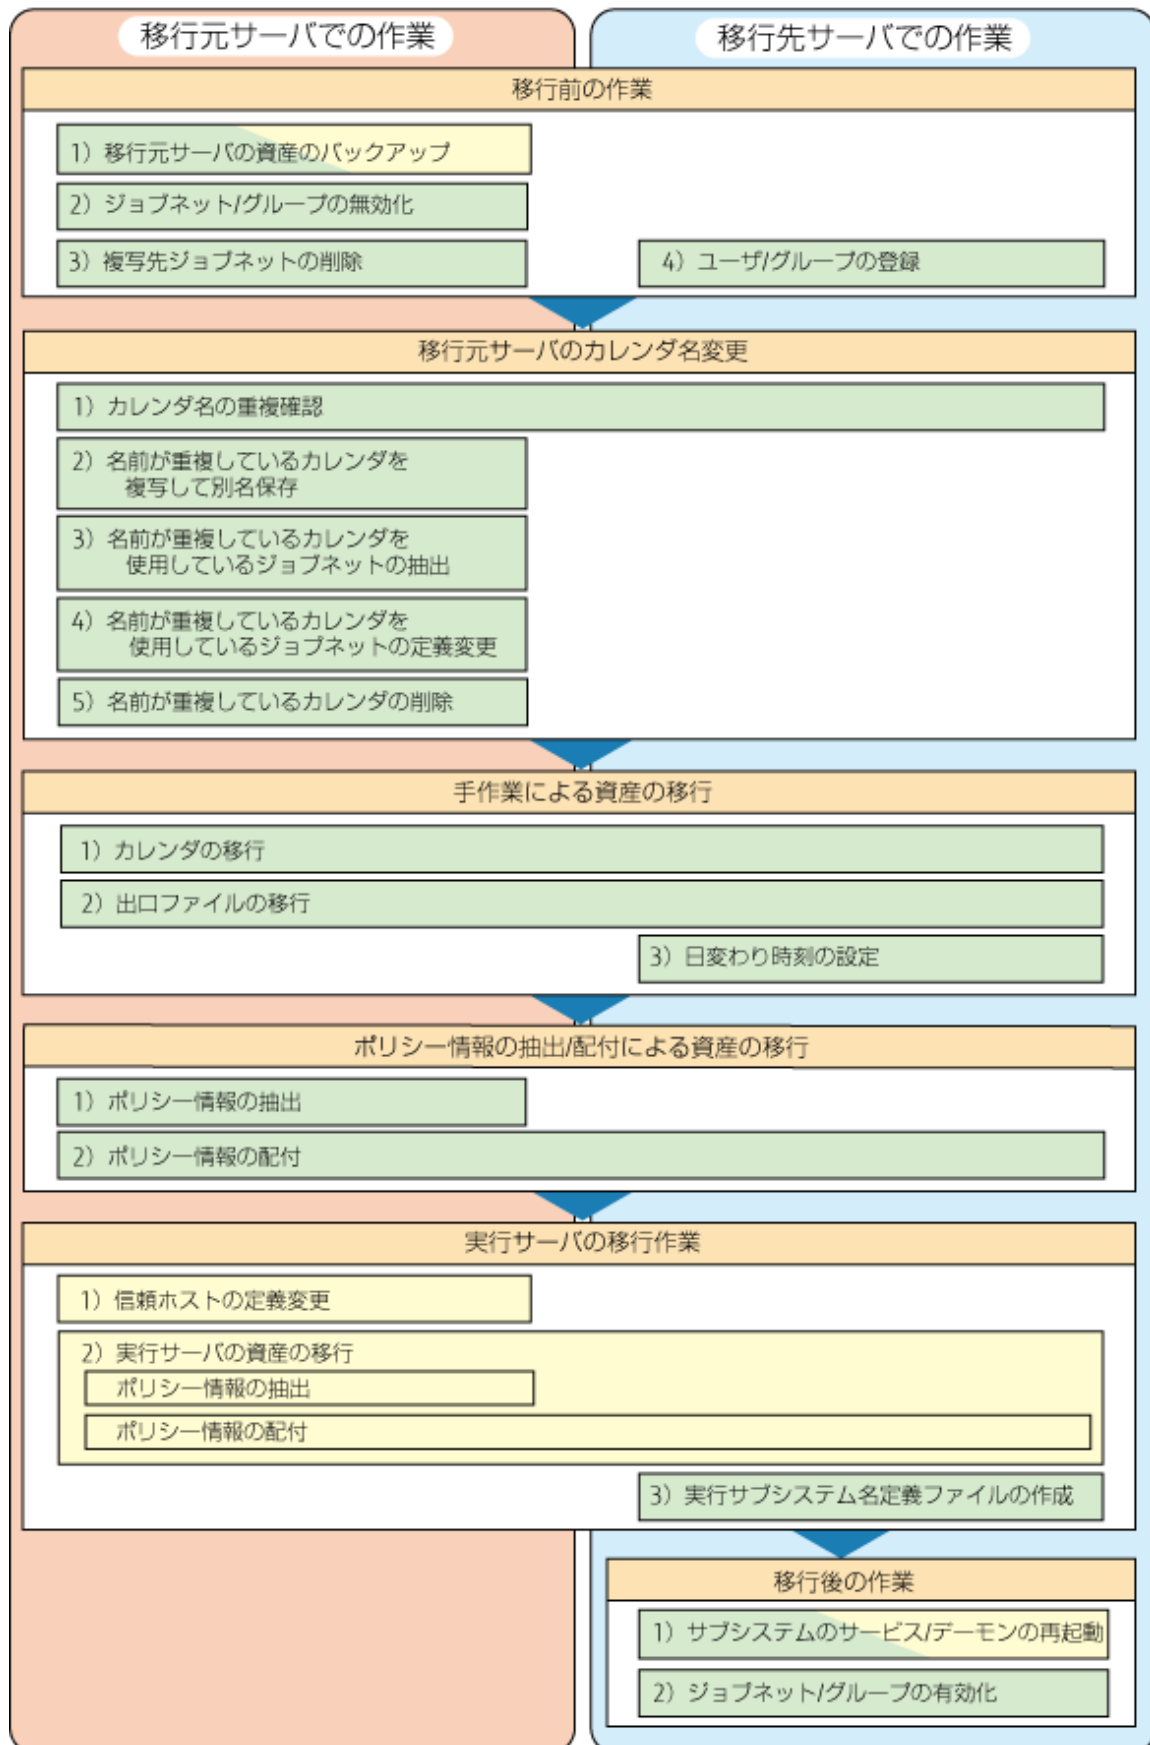 移行元サーバでの作業
移行先サーバでの作業
移行前の作業
1）移行元サーバの資産のバックアップ
2）ジョブネット/グループの無効化
3）複写先ジョブネットの削除
4）ユーザ/グループの登録
移行元サーバのカレンダ名変更
1）カレンダ名の重複確認
2）名前が重複しているカレンダを
複写して別名保存
3）名前が重複しているカレンダを
使用しているジョブネットの抽出
4）名前が重複しているカレンダを
使用しているジョブネットの定義変更
5）名前が重複しているカレンダの削除
手作業による資産の移行
1）カレンダの移行
2）出口ファイルの移行
3）日変わり時刻の設定
ポリシー情報の抽出/配付による資産の移行
1）ポリシー情報の抽出
2）ポリシー情報の配付
実行サーバの移行作業
1）信頼ホストの定義変更
2）実行サーバの資産の移行
ポリシー情報の抽出
ポリシー情報の配付
3）実行サブシステム名定義ファイルの作成
移行後の作業
1）サブシステムのサービス/デーモンの再起動
2）ジョブネット/グループの有効化